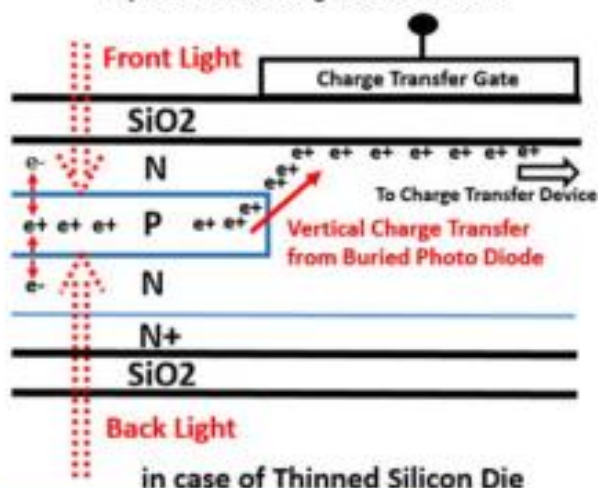 Front Light
Charge Transfer Gate
SiO2
e- N e+ e+ e+ e+ e+ e+ e+
e+ e+
To Charge Transfer Device
e+ e+ e+ P e+ e+ e+
Vertical Charge Transfer
from Buried Photo Diode
e- N
N+
SiO2
Back Light
in case of Thinned Silicon Die